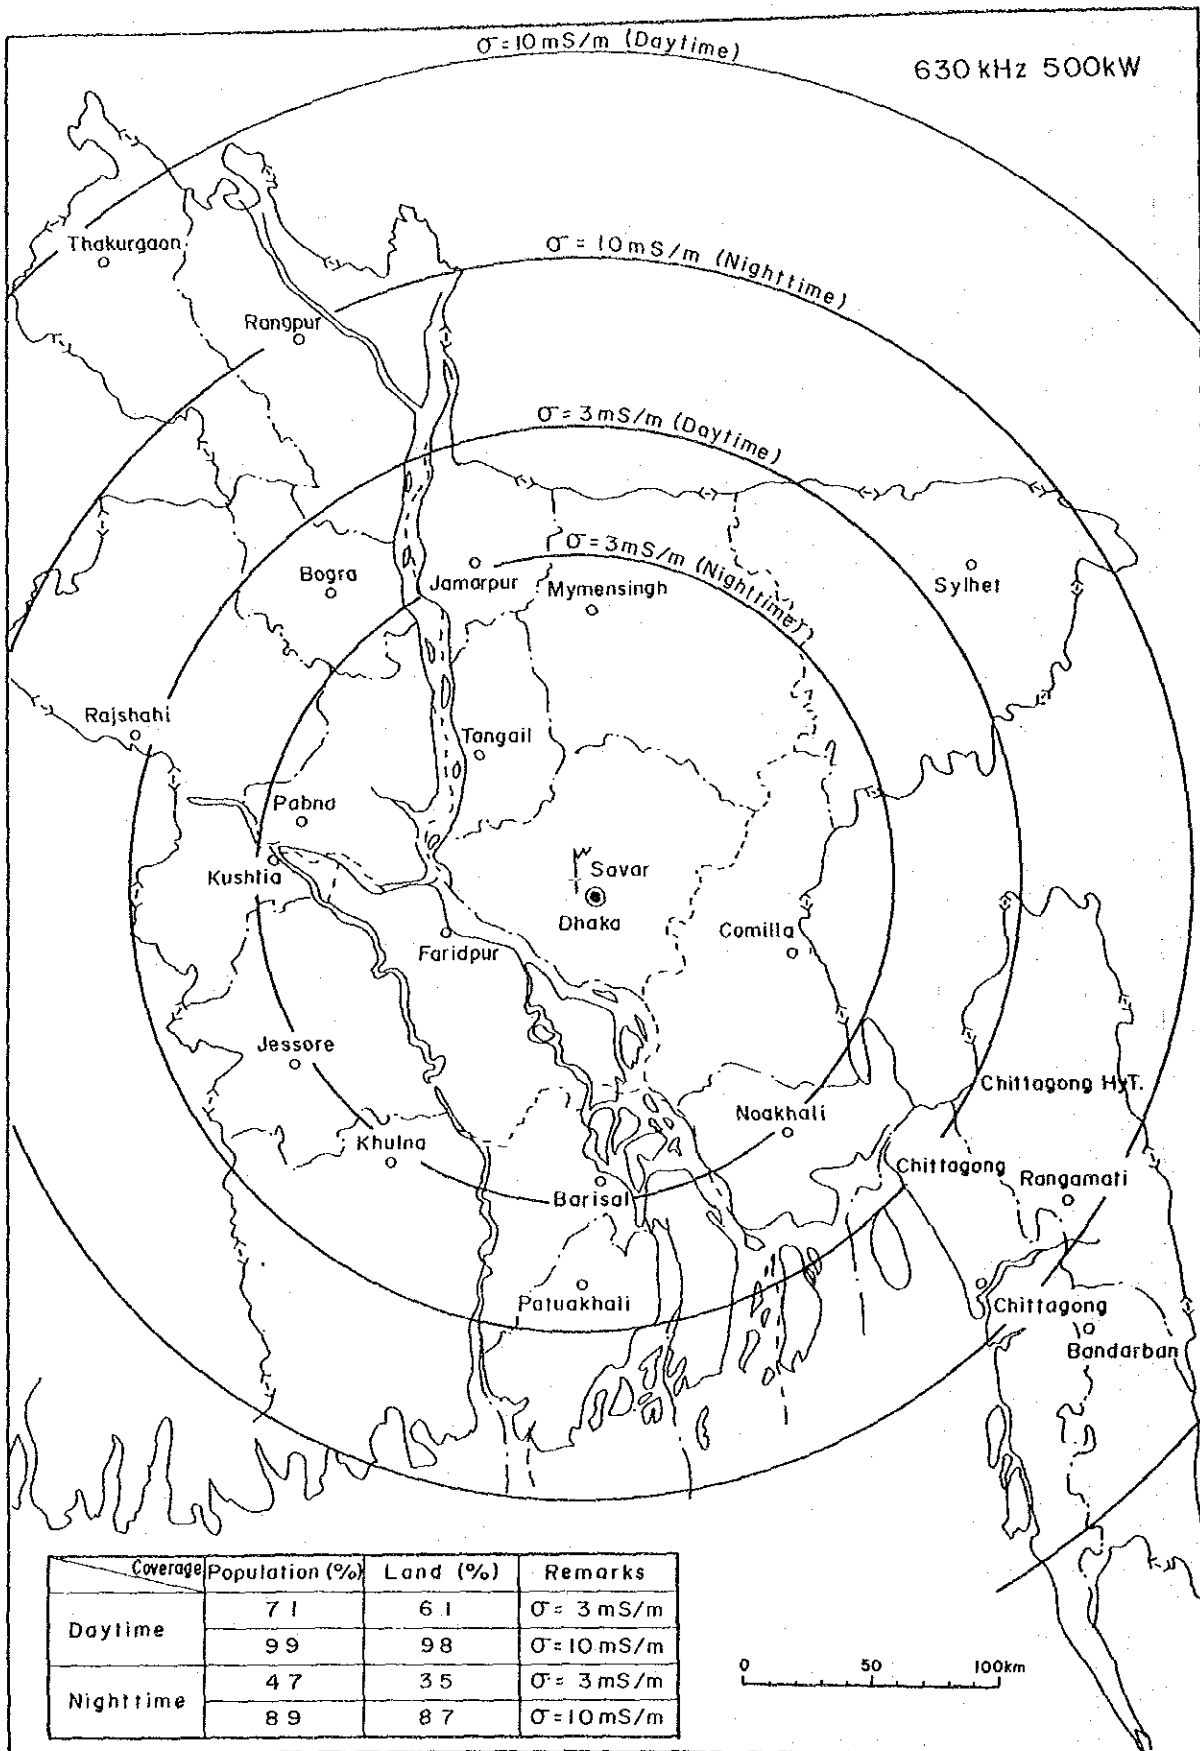 σ = 10 mS/m (Daytime)
630 kHz 500kW
Thakurgaon
σ = 10 mS/m (Nighttime)
Rangpur
σ = 3 mS/m (Daytime)
σ = 3mS/m (Nighttime)
Bogra
Jamarpur
Mymensingh
Sylhet
Rajshahi
Tangail
Pabna
Kushtia
Savar
Dhaka
Faridpur
Comilla
Jessore
Chittagong Hy T.
Noakhali
Khulna
Chittagong
Rangamati
Barisal
Patuakhali
Chittagong
Bandarban
Coverage Population (%) Land (%) Remarks
Daytime 71 61 σ = 3 mS/m
99 98 σ = 10 mS/m
Nighttime 47 35 σ = 3 mS/m
89 87 σ = 10 mS/m
0 50 100km